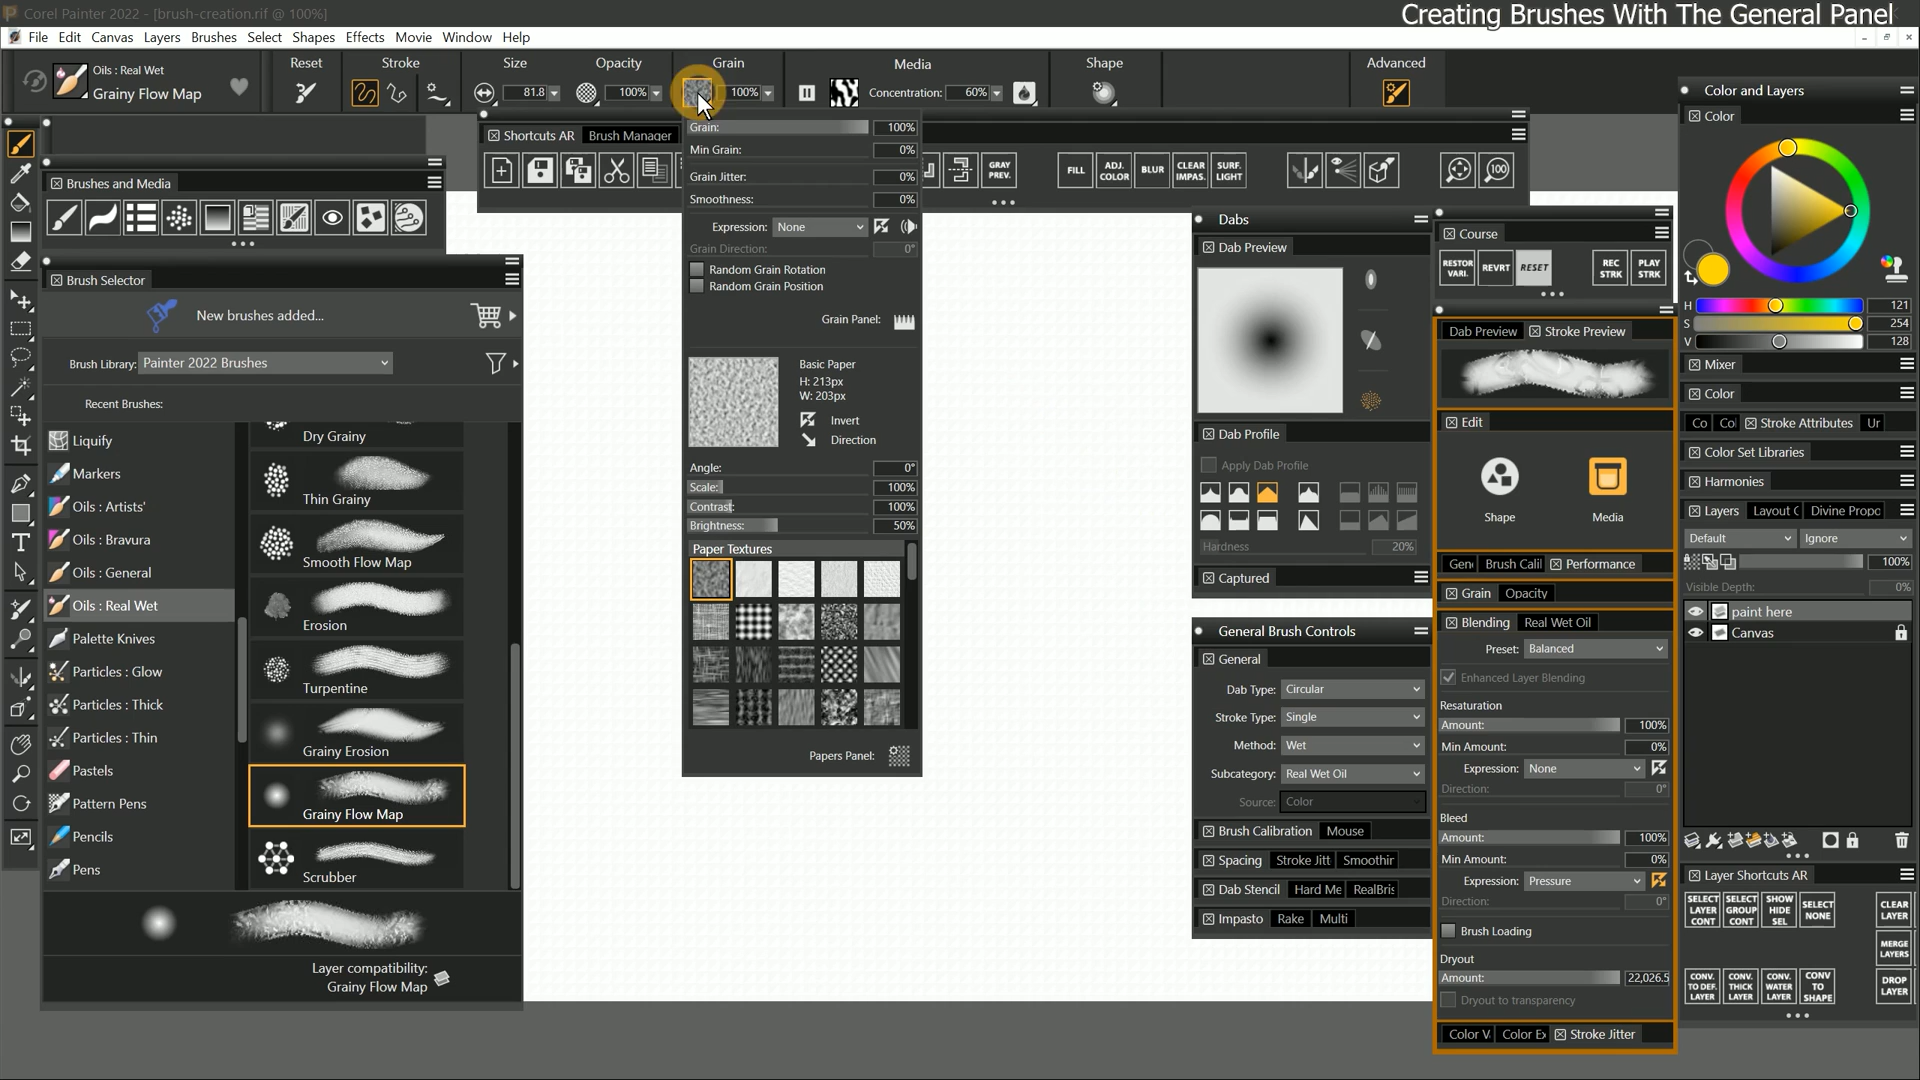 Corel Painter 2022 - [brush-creation.rif @ 100%]
Creating Brushes With The General Panel
File Edit Canvas Layers Brushes Select Shapes Effects Movie Window Help
Oils : Real Wet
Grainy Flow Map
Reset Stroke Size Opacity Grain Media Shape Advanced
81.8 100% 100% Concentration: 60%
Shortcuts AR Brush Manager
GRAY PREV. FILL ADJ. COLOR BLUR CLEAR IMPAS. SURF. LIGHT 100
Brushes and Media
Brush Selector
New brushes added...
Brush Library: Painter 2022 Brushes
Recent Brushes:
Liquify
Markers
Oils : Artists'
Oils : Bravura
Oils : General
Oils : Real Wet
Palette Knives
Particles : Glow
Particles : Thick
Particles : Thin
Pastels
Pattern Pens
Pencils
Pens
Dry Grainy
Thin Grainy
Smooth Flow Map
Erosion
Turpentine
Grainy Erosion
Grainy Flow Map
Scrubber
Layer compatibility:
Grainy Flow Map
Grain: 100%
Min Grain: 0%
Grain Jitter: 0%
Smoothness: 0%
Expression: None
Grain Direction: 0°
Random Grain Rotation
Random Grain Position
Grain Panel:
Basic Paper
H: 213px
W: 203px
Invert
Direction
Angle: 0°
Scale: 100%
Contrast: 100%
Brightness: 50%
Paper Textures
Papers Panel:
Dabs
Dab Preview
Dab Profile
Apply Dab Profile
Hardness 20%
Captured
General Brush Controls
General
Dab Type: Circular
Stroke Type: Single
Method: Wet
Subcategory: Real Wet Oil
Source: Color
Brush Calibration Mouse
Spacing Stroke Jitt Smoothir
Dab Stencil Hard Me RealBris
Impasto Rake Multi
Course
RESTOR VARI. REVRT RESET REC STRK PLAY STRK
Dab Preview Stroke Preview
Edit
Shape Media
Gen Brush Cali Performance
Grain Opacity
Blending Real Wet Oil
Preset: Balanced
Enhanced Layer Blending
Resaturation
Amount: 100%
Min Amount: 0%
Expression: None
Direction: 0°
Bleed
Amount: 100%
Min Amount: 0%
Expression: Pressure
Direction: 0°
Brush Loading
Dryout
Amount: 22,026.5
Dryout to transparency
Color V Color Ex Stroke Jitter
Color and Layers
Color
H 121
S 254
V 128
Mixer
Color
Co Col Stroke Attributes Ur
Color Set Libraries
Harmonies
Layers Layout C Divine Propo
Default Ignore
100%
Visible Depth: 0%
paint here
Canvas
Layer Shortcuts AR
SELECT LAYER CONT SELECT GROUP CONT SHOW HIDE SEL SELECT NONE CLEAR LAYER
MERGE LAYERS
CONV. TO DEF. LAYER CONV. THICK LAYER CONV. WATER LAYER CONV TO SHAPE DROP LAYER